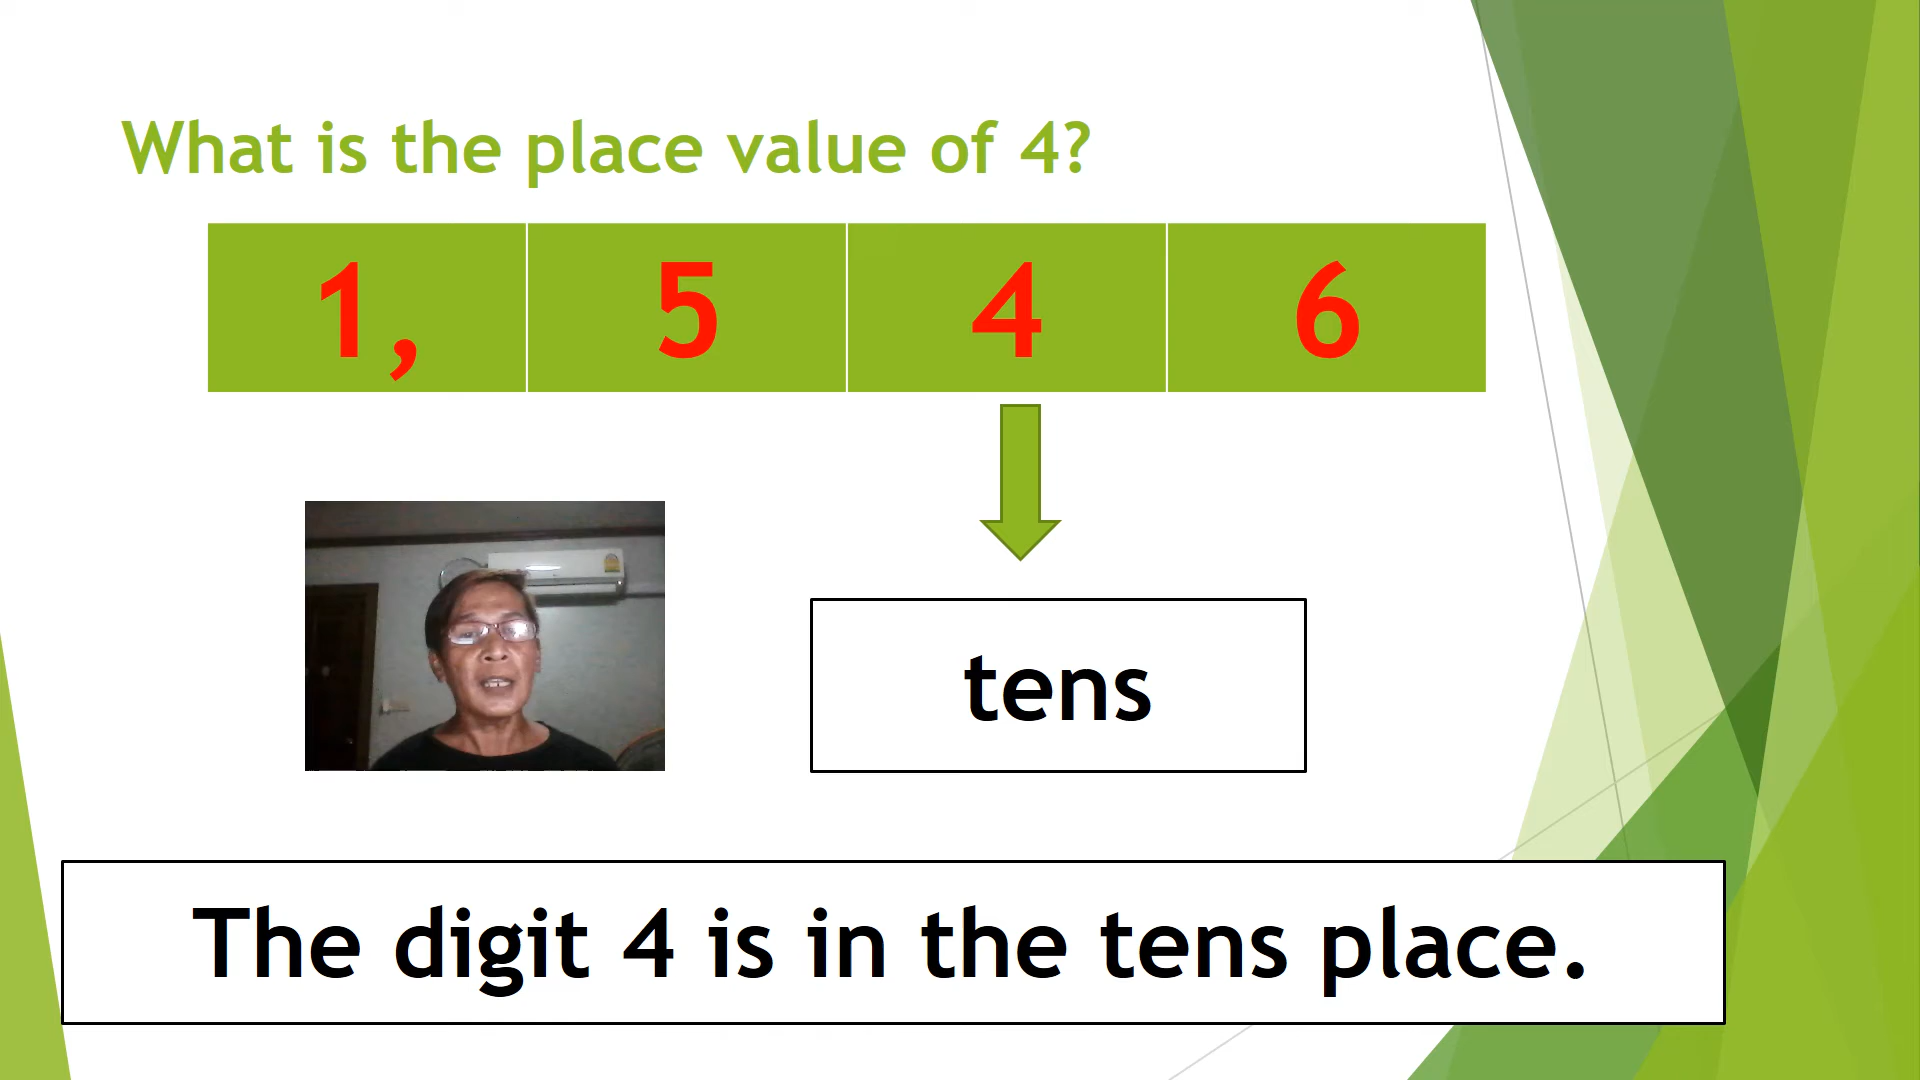 What is the place value of 4?
1, 5 4 6
tens
The digit 4 is in the tens place.